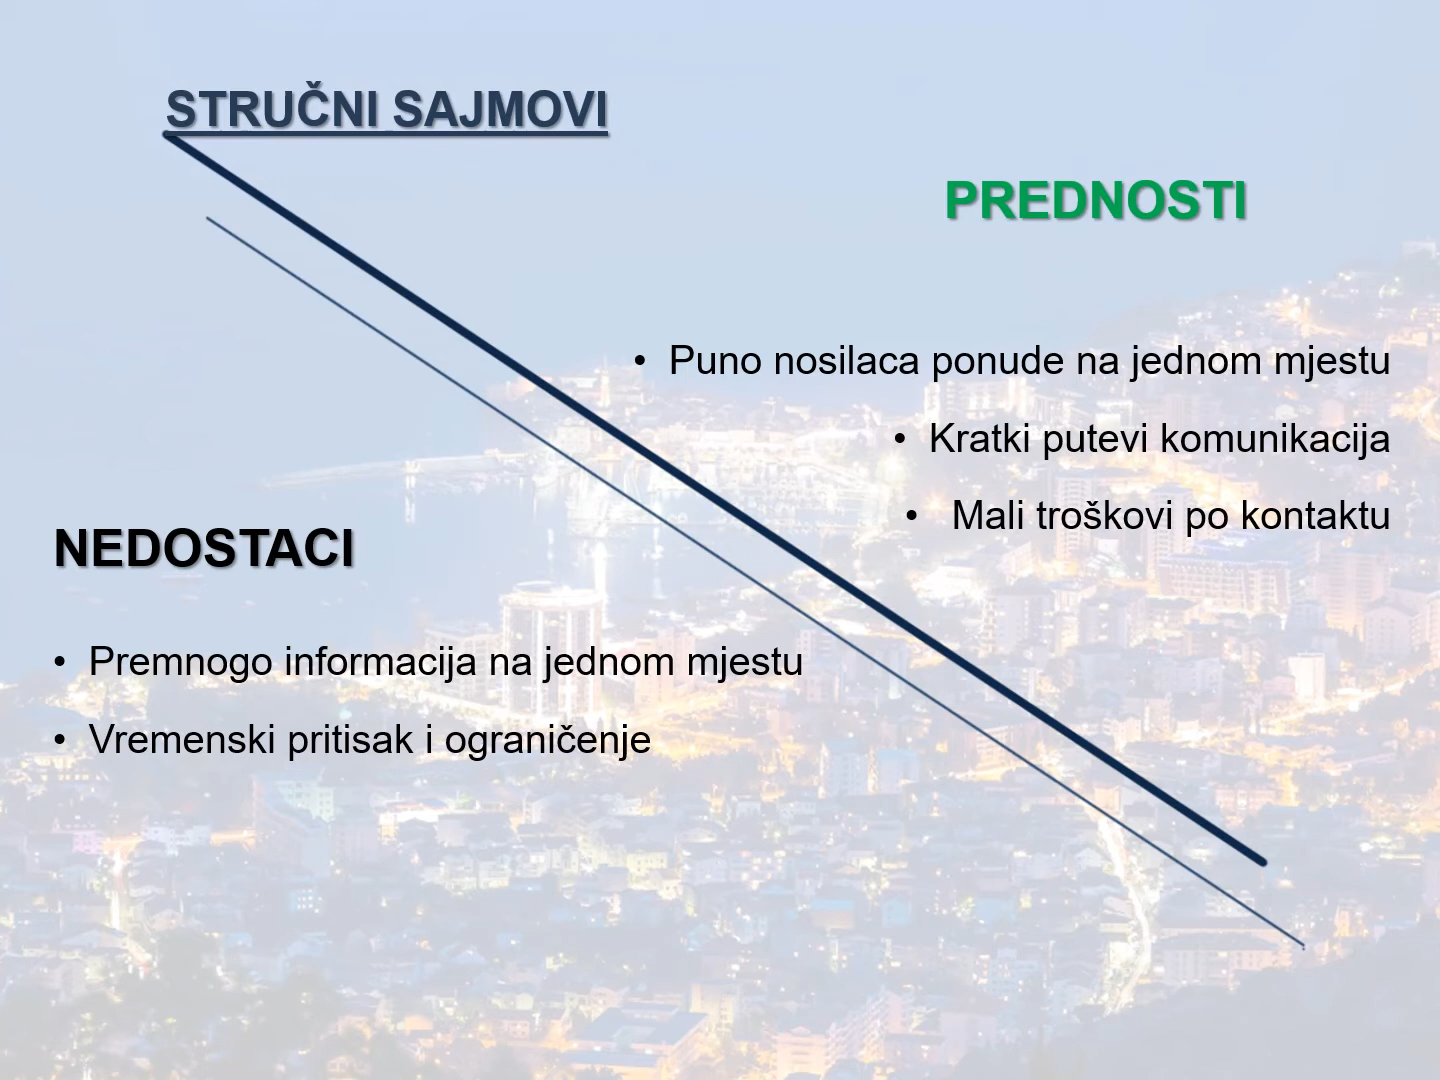 STRUČNI SAJMOVI
PREDNOSTI
• Puno nosilaca ponude na jednom mjestu
• Kratki putevi komunikacija
• Mali troškovi po kontaktu
NEDOSTACI
• Premnogo informacija na jednom mjestu
• Vremenski pritisak i ograničenje